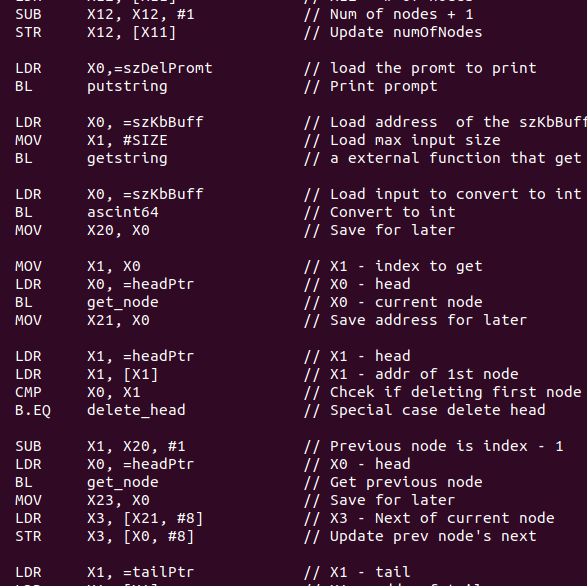 SUB X12, X12, #1 // Num of nodes + 1
STR X12, [X11] // Update numOfNodes
LDR X0,=szDelPromt // load the promt to print
BL putstring // Print prompt
LDR X0, =szKbBuff // Load address  of the szKbBuff
MOV X1, #SIZE // Load max input size
BL getstring // a external function that get
LDR X0, =szKbBuff // Load input to convert to int
BL ascint64 // Convert to int
MOV X20, X0 // Save for later
MOV X1, X0 // X1 - index to get
LDR X0, =headPtr // X0 - head
BL get_node // X0 - current node
MOV X21, X0 // Save address for later
LDR X1, =headPtr // X1 - head
LDR X1, [X1] // X1 - addr of 1st node
CMP X0, X1 // Chcek if deleting first node
B.EQ delete_head // Special case delete head
SUB X1, X20, #1 // Previous node is index - 1
LDR X0, =headPtr // X0 - head
BL get_node // Get previous node
MOV X23, X0 // Save for later
LDR X3, [X21, #8] // X3 - Next of current node
STR X3, [X0, #8] // Update prev node's next
LDR X1, =tailPtr // X1 - tail